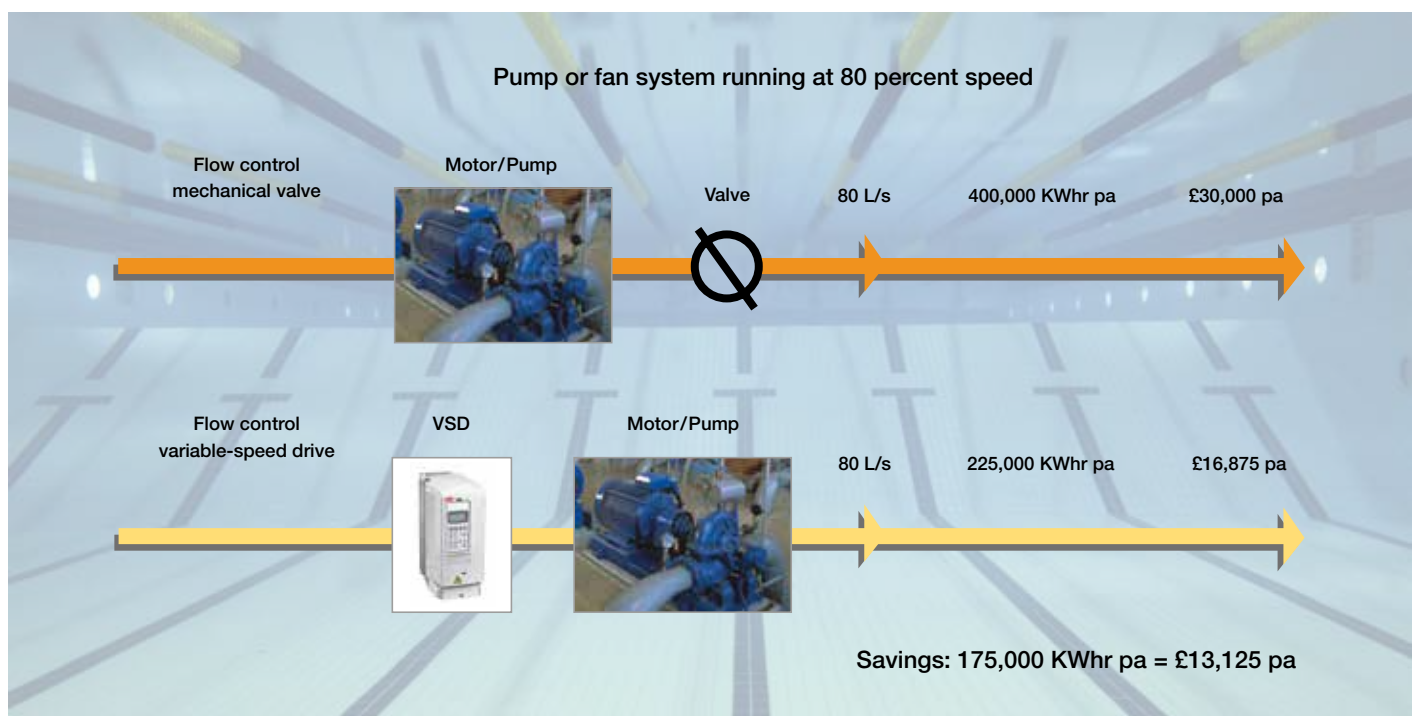 Pump or fan system running at 80 percent speed
Flow control
mechanical valve
Motor/Pump
Valve
80 L/s
400,000 KWhr pa
£30,000 pa
Flow control
variable-speed drive
VSD
Motor/Pump
80 L/s
225,000 KWhr pa
£16,875 pa
Savings: 175,000 KWhr pa = £13,125 pa